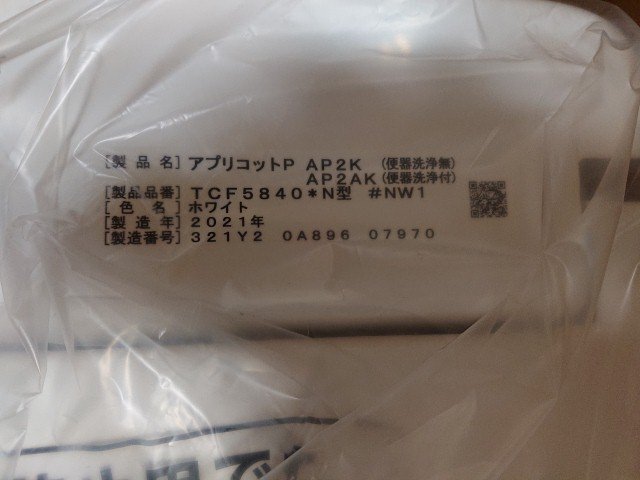 [製品名] アプリコットP AP2K (便器洗浄無)
AP2AK (便器洗浄付)
[製品品番] TCF5840*N型 #NW1
[色名] ホワイト
[製造年] 2021年
[製造番号] 321Y2 0A896 07970